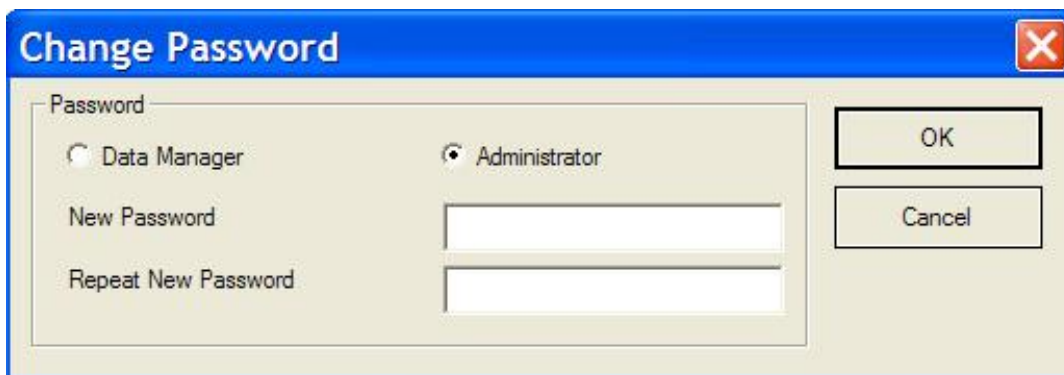 Change Password
Password
Data Manager Administrator
New Password
Repeat New Password
OK
Cancel